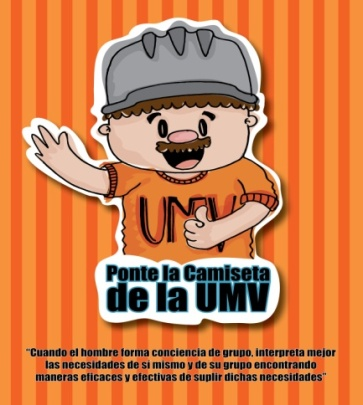 UMV
Ponte la Camiseta
de la UMV
"Cuando el hombre forma conciencia de grupo, interpreta mejor
las necesidades de si mismo y de su grupo encontrando
maneras eficaces y efectivas de suplir dichas necesidades"